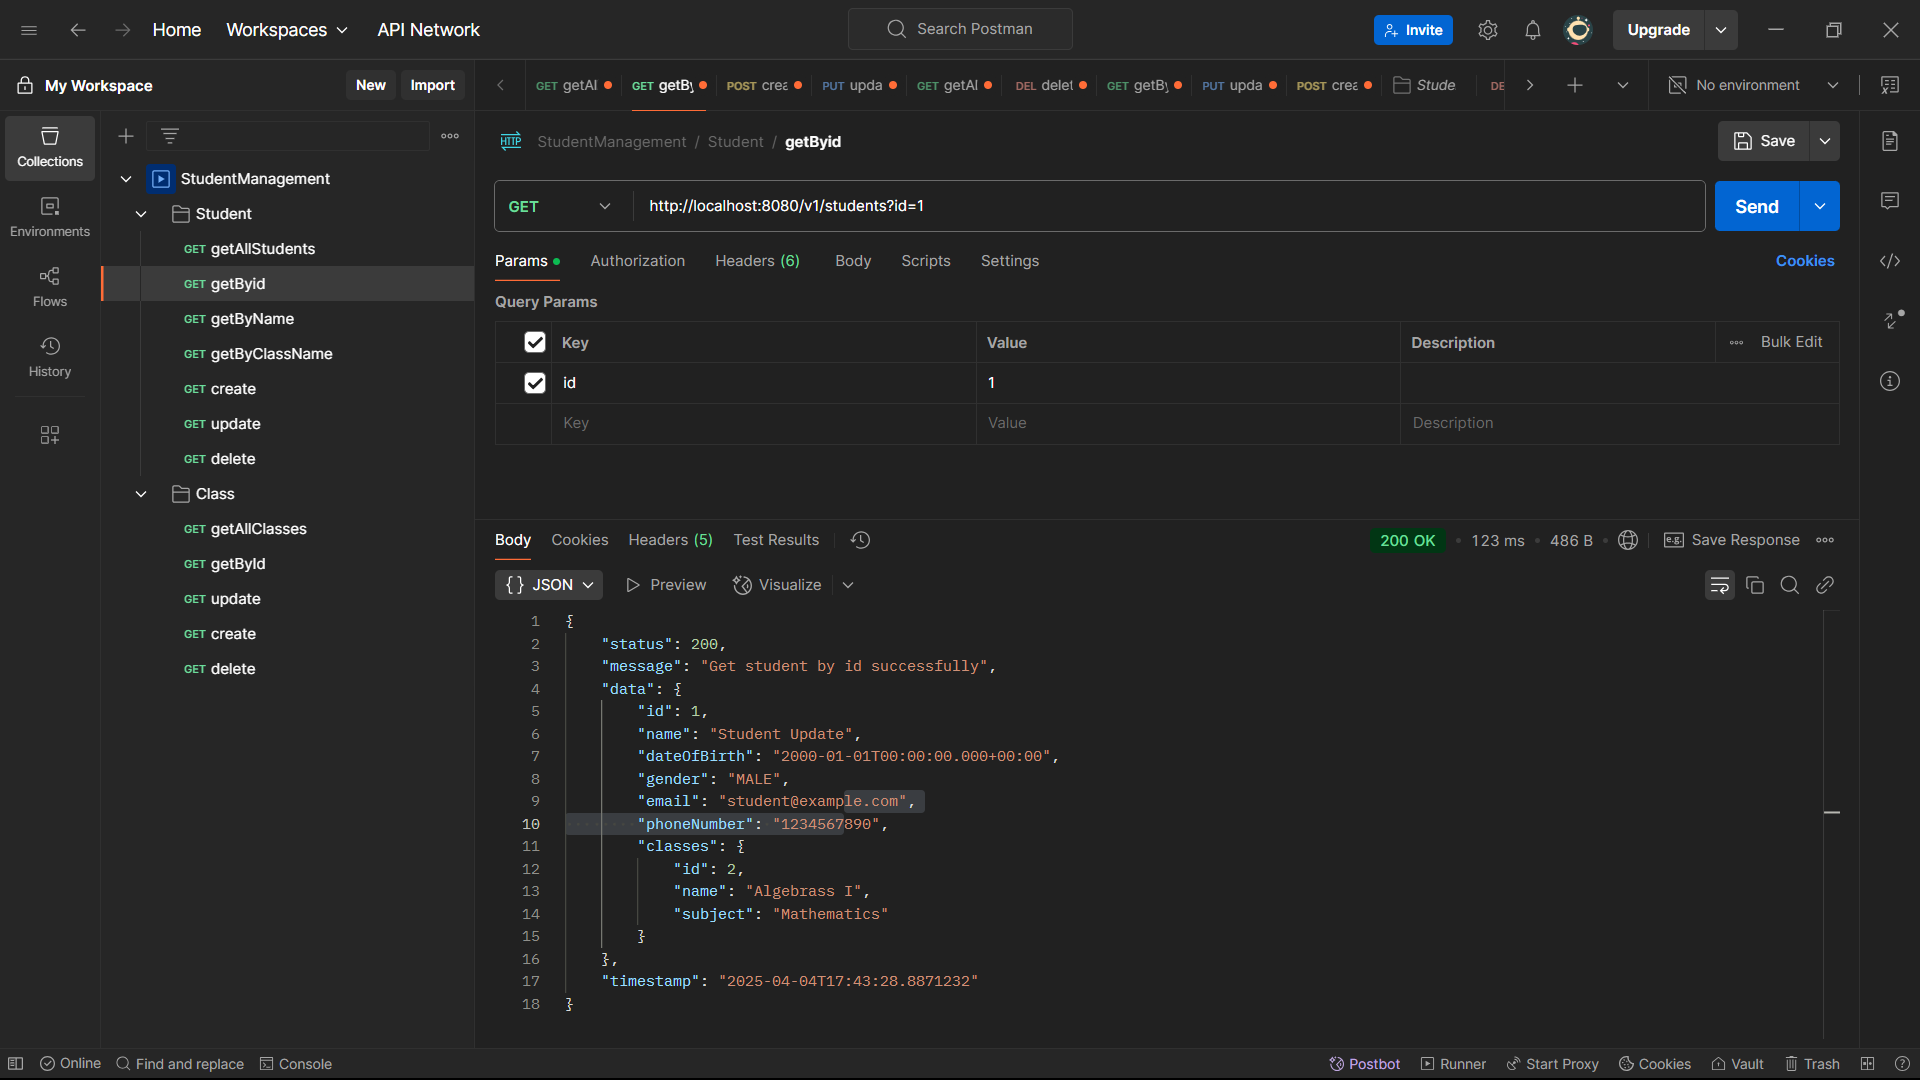 Home
Workspaces
API Network
Search Postman
Invite
Upgrade
My Workspace
New
Import
GET getAl
GET getBy
POST crea
PUT upda
GET getAl
DEL delet
GET getBy
PUT upda
POST crea
Stude
DE
No environment
Collections
Environments
Flows
History
StudentManagement
Student
GET getAllStudents
GET getByid
GET getByName
GET getByClassName
GET create
GET update
GET delete
Class
GET getAllClasses
GET getById
GET update
GET create
GET delete
HTTP StudentManagement / Student / getByid
Save
GET http://localhost:8080/v1/students?id=1
Send
Params
Authorization
Headers (6)
Body
Scripts
Settings
Cookies
Query Params
Key Value Description Bulk Edit
id 1
Key Value Description
Body
Cookies
Headers (5)
Test Results
200 OK • 123 ms • 486 B
e.g. Save Response
{} JSON
Preview
Visualize
1 {
2 "status": 200,
3 "message": "Get student by id successfully",
4 "data": {
5 "id": 1,
6 "name": "Student Update",
7 "dateOfBirth": "2000-01-01T00:00:00.000+00:00",
8 "gender": "MALE",
9 "email": "student@example.com",
10 "phoneNumber": "1234567890",
11 "classes": {
12 "id": 2,
13 "name": "Algebrass I",
14 "subject": "Mathematics"
15 }
16 },
17 "timestamp": "2025-04-04T17:43:28.8871232"
18 }
Online
Find and replace
Console
Postbot
Runner
Start Proxy
Cookies
Vault
Trash